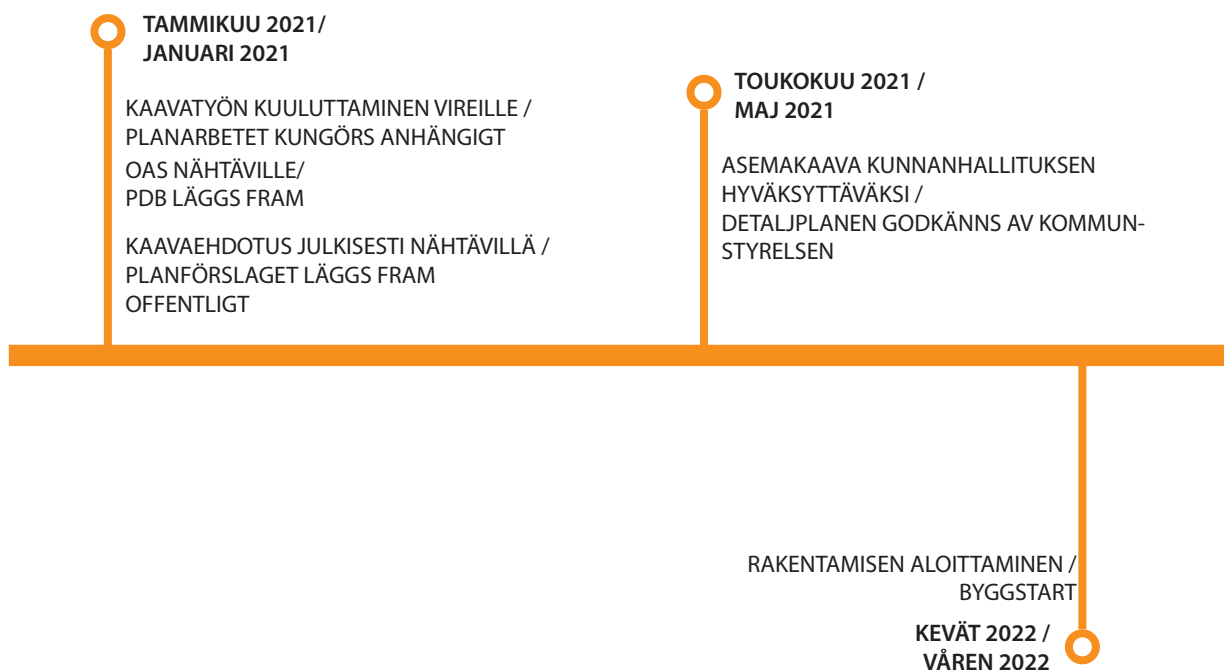 TAMMIKUU 2021/
JANUARI 2021
KAAVATYÖN KUULUTTAMINEN VIREILLE /
PLANARBETET KUNGÖRS ANHÄNGIGT
OAS NÄHTÄVILLE/
PDB LÄGGS FRAM
KAAVAEHDOTUS JULKISESTI NÄHTÄVILLÄ /
PLANFÖRSLAGET LÄGGS FRAM
OFFENTLIGT
TOUKOKUU 2021 /
MAJ 2021
ASEMAKAAVA KUNNANHALLITUKSEN
HYVÄKSYTTÄVÄKSI /
DETALJPLANEN GODKÄNNS AV KOMMUN-
STYRELSEN
RAKENTAMISEN ALOITTAMINEN /
BYGGSTART
KEVÄT 2022 /
VÅREN 2022